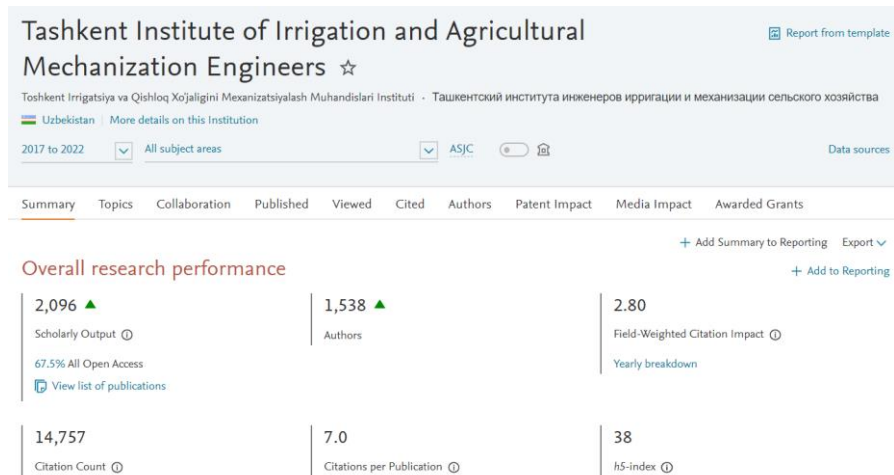 Tashkent Institute of Irrigation and Agricultural
Mechanization Engineers
Report from template
Toshkent Irrigatsiya va Qishloq Xo'jaligini Mexanizatsiyalash Muhandislari Instituti - Ташкентский института инженеров ирригации и механизации сельского хозяйства
Uzbekistan | More details on this Institution
2017 to 2022 All subject areas ASJC Data sources
Summary Topics Collaboration Published Viewed Cited Authors Patent Impact Media Impact Awarded Grants
+ Add Summary to Reporting Export
Overall research performance
+ Add to Reporting
2,096 1,538 2.80
Scholarly Output Authors Field-Weighted Citation Impact
67.5% All Open Access Yearly breakdown
View list of publications
14,757 7.0 38
Citation Count Citations per Publication h5-index